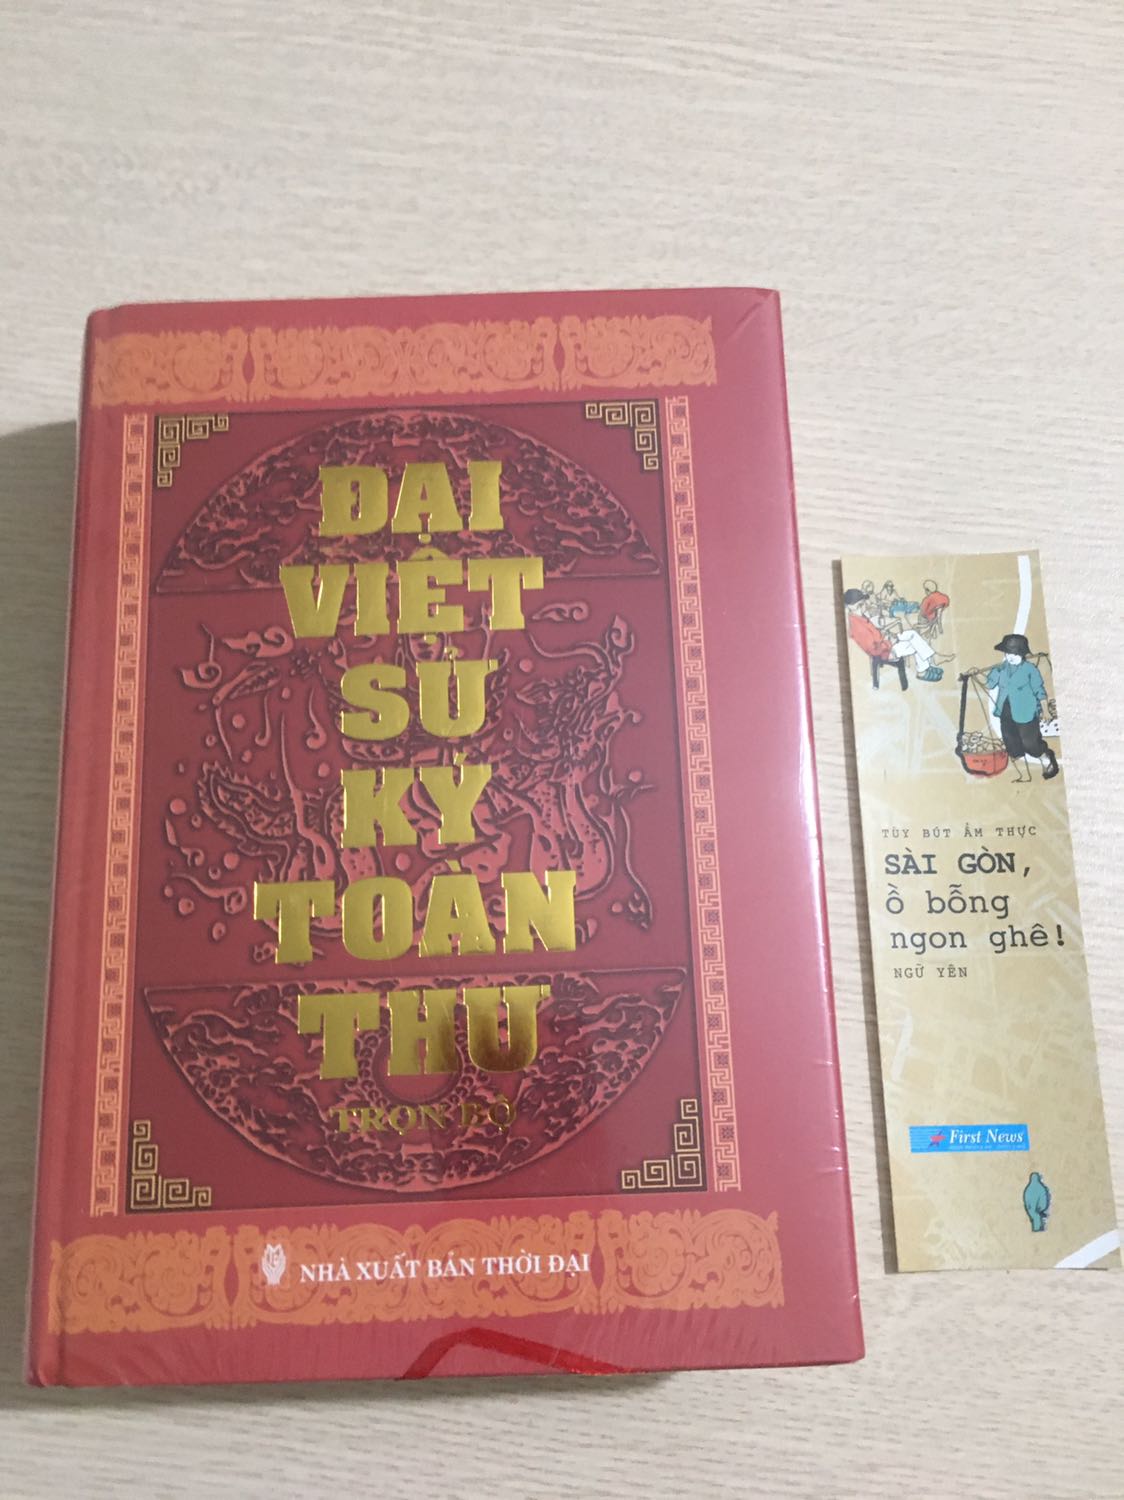 ĐẠI
VIỆT
SỬ
KÝ
TOÀN
THƯ
TRỌN BỘ
NHÀ XUẤT BẢN THỜI ĐẠI
TÙY BÚT ẨM THỰC
SÀI GÒN,
ồ bỗng
ngon ghê!
NGỮ YÊN
First News